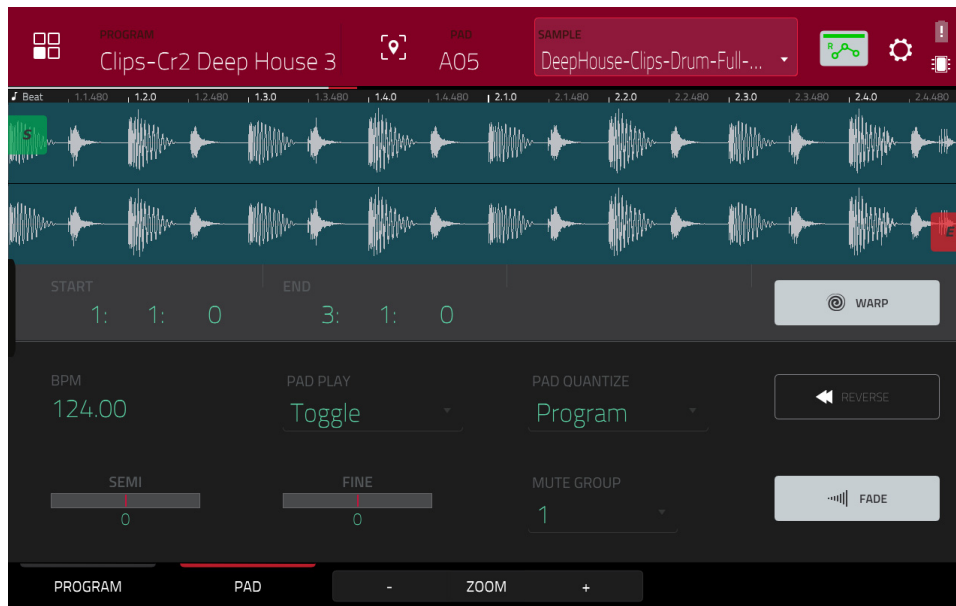 PROGRAM
Clips-Cr2 Deep House 3
PAD
A05
SAMPLE
DeepHouse-Clips-Drum-Full-...
R
!
Beat 1.1.480 1.2.0 1.2.480 1.3.0 1.3.480 1.4.0 1.4.480 2.1.0 2.1.480 2.2.0 2.2.480 2.3.0 2.3.480 2.4.0 2.4.480
S
E
START
1: 1: 0
END
3: 1: 0
WARP
BPM
124.00
PAD PLAY
Toggle
PAD QUANTIZE
Program
REVERSE
SEMI
0
FINE
0
MUTE GROUP
1
FADE
PROGRAM
PAD
- ZOOM +